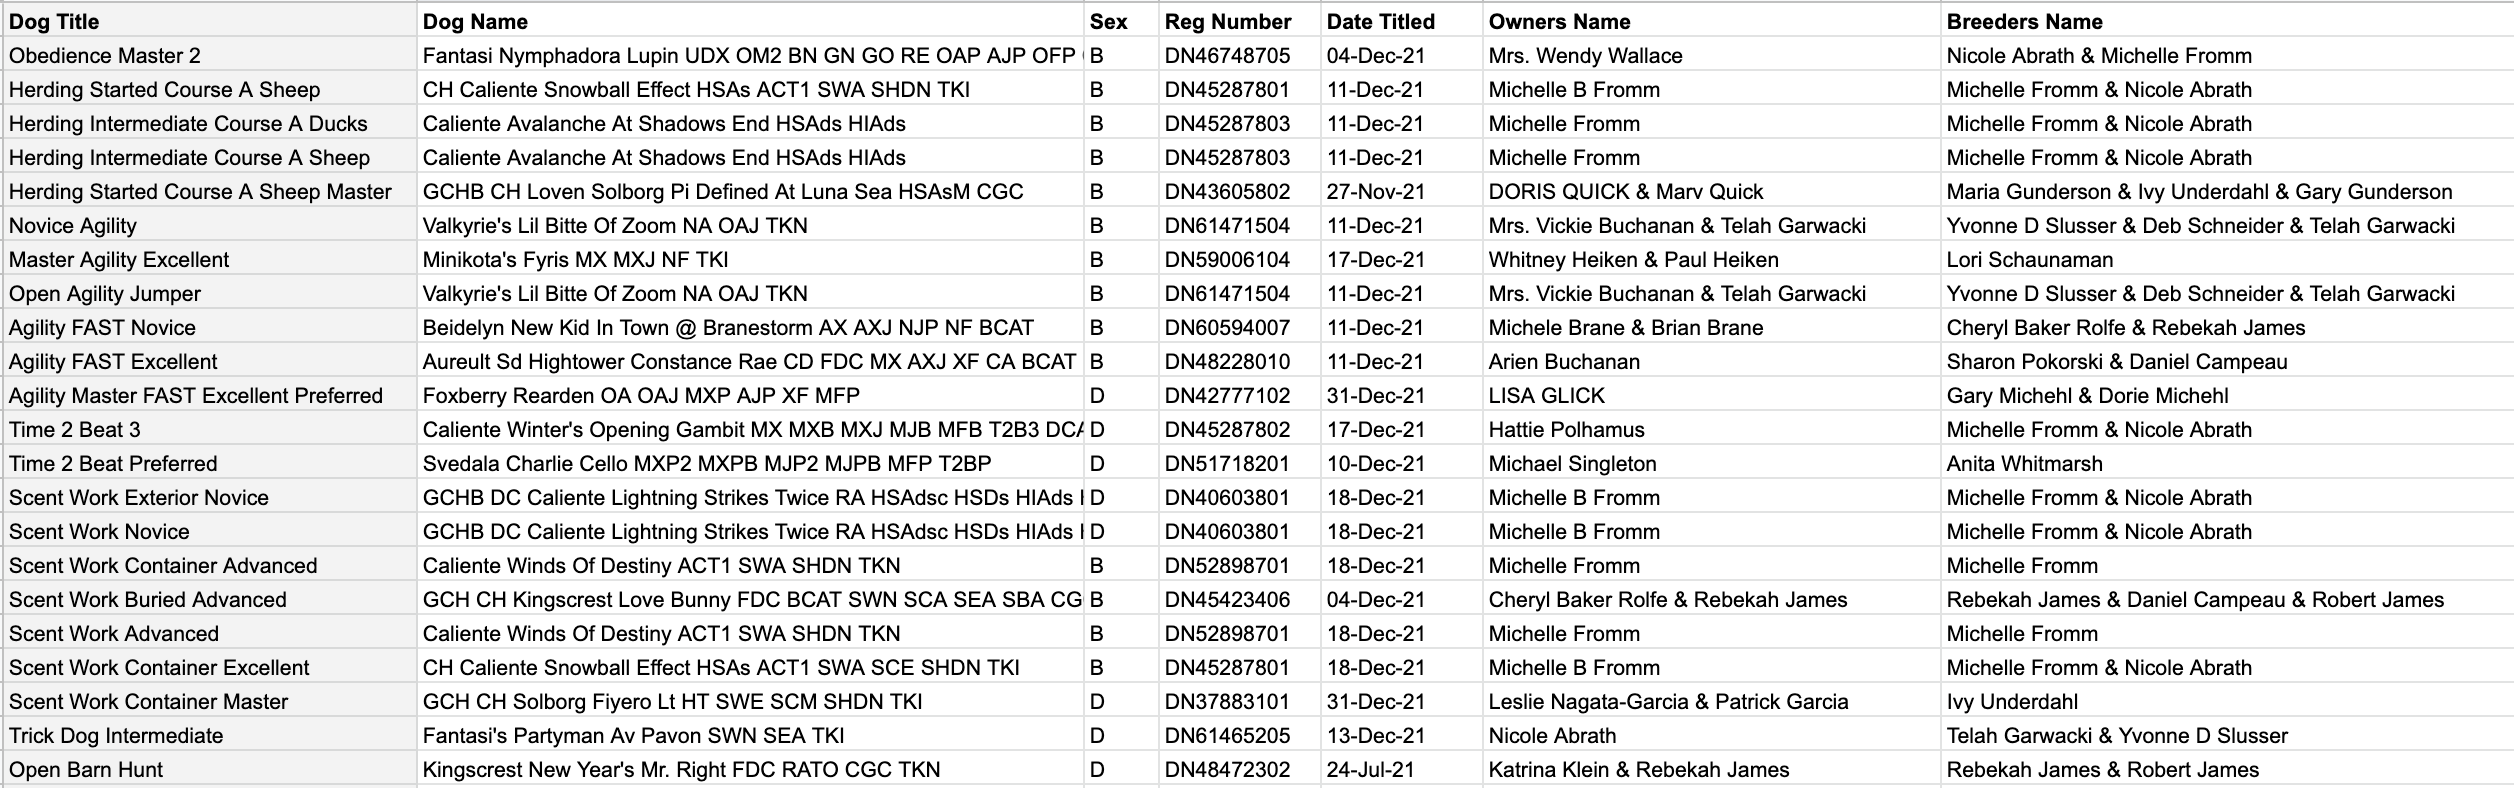 Dog Title Dog Name Sex Reg Number Date Titled Owners Name Breeders Name
Obedience Master 2 Fantasi Nymphadora Lupin UDX OM2 BN GN GO RE OAP AJP OFP B DN46748705 04-Dec-21 Mrs. Wendy Wallace Nicole Abrath & Michelle Fromm
Herding Started Course A Sheep CH Caliente Snowball Effect HSAs ACT1 SWA SHDN TKI B DN45287801 11-Dec-21 Michelle B Fromm Michelle Fromm & Nicole Abrath
Herding Intermediate Course A Ducks Caliente Avalanche At Shadows End HSAds HIAds B DN45287803 11-Dec-21 Michelle Fromm Michelle Fromm & Nicole Abrath
Herding Intermediate Course A Sheep Caliente Avalanche At Shadows End HSAds HIAds B DN45287803 11-Dec-21 Michelle Fromm Michelle Fromm & Nicole Abrath
Herding Started Course A Sheep Master GCHB CH Loven Solborg Pi Defined At Luna Sea HSAsM CGC B DN43605802 27-Nov-21 DORIS QUICK & Marv Quick Maria Gunderson & Ivy Underdahl & Gary Gunderson
Novice Agility Valkyrie's Lil Bitte Of Zoom NA OAJ TKN B DN61471504 11-Dec-21 Mrs. Vickie Buchanan & Telah Garwacki Yvonne D Slusser & Deb Schneider & Telah Garwacki
Master Agility Excellent Minikota's Fyris MX MXJ NF TKI B DN59006104 17-Dec-21 Whitney Heiken & Paul Heiken Lori Schaunaman
Open Agility Jumper Valkyrie's Lil Bitte Of Zoom NA OAJ TKN B DN61471504 11-Dec-21 Mrs. Vickie Buchanan & Telah Garwacki Yvonne D Slusser & Deb Schneider & Telah Garwacki
Agility FAST Novice Beidelyn New Kid In Town @ Branestorm AX AXJ NJP NF BCAT B DN60594007 11-Dec-21 Michele Brane & Brian Brane Cheryl Baker Rolfe & Rebekah James
Agility FAST Excellent Aureult Sd Hightower Constance Rae CD FDC MX AXJ XF CA BCAT B DN48228010 11-Dec-21 Arien Buchanan Sharon Pokorski & Daniel Campeau
Agility Master FAST Excellent Preferred Foxberry Rearden OA OAJ MXP AJP XF MFP D DN42777102 31-Dec-21 LISA GLICK Gary Michehl & Dorie Michehl
Time 2 Beat 3 Caliente Winter's Opening Gambit MX MXB MXJ MJB MFB T2B3 DCA D DN45287802 17-Dec-21 Hattie Polhamus Michelle Fromm & Nicole Abrath
Time 2 Beat Preferred Svedala Charlie Cello MXP2 MXPB MJP2 MJPB MFP T2BP D DN51718201 10-Dec-21 Michael Singleton Anita Whitmarsh
Scent Work Exterior Novice GCHB DC Caliente Lightning Strikes Twice RA HSAdsc HSDs HIAds D DN40603801 18-Dec-21 Michelle B Fromm Michelle Fromm & Nicole Abrath
Scent Work Novice GCHB DC Caliente Lightning Strikes Twice RA HSAdsc HSDs HIAds D DN40603801 18-Dec-21 Michelle B Fromm Michelle Fromm & Nicole Abrath
Scent Work Container Advanced Caliente Winds Of Destiny ACT1 SWA SHDN TKN B DN52898701 18-Dec-21 Michelle Fromm Michelle Fromm
Scent Work Buried Advanced GCH CH Kingscrest Love Bunny FDC BCAT SWN SCA SEA SBA CG B DN45423406 04-Dec-21 Cheryl Baker Rolfe & Rebekah James Rebekah James & Daniel Campeau & Robert James
Scent Work Advanced Caliente Winds Of Destiny ACT1 SWA SHDN TKN B DN52898701 18-Dec-21 Michelle Fromm Michelle Fromm
Scent Work Container Excellent CH Caliente Snowball Effect HSAs ACT1 SWA SCE SHDN TKI B DN45287801 18-Dec-21 Michelle B Fromm Michelle Fromm & Nicole Abrath
Scent Work Container Master GCH CH Solborg Fiyero Lt HT SWE SCM SHDN TKI D DN37883101 31-Dec-21 Leslie Nagata-Garcia & Patrick Garcia Ivy Underdahl
Trick Dog Intermediate Fantasi's Partyman Av Pavon SWN SEA TKI D DN61465205 13-Dec-21 Nicole Abrath Telah Garwacki & Yvonne D Slusser
Open Barn Hunt Kingscrest New Year's Mr. Right FDC RATO CGC TKN D DN48472302 24-Jul-21 Katrina Klein & Rebekah James Rebekah James & Robert James